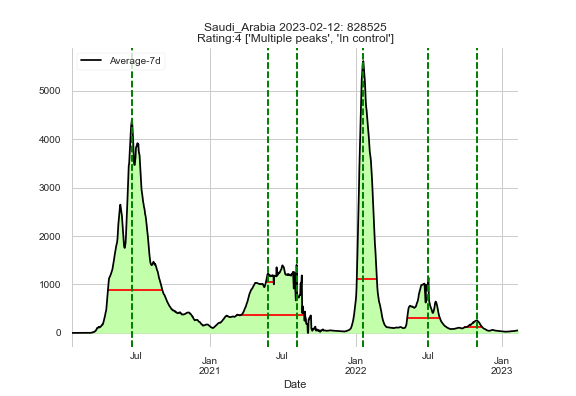 Saudi_Arabia 2023-02-12: 828525
Rating:4 ['Multiple peaks', 'In control']
Average-7d
5000
4000
3000
2000
1000
0
Jul
Jan
2021
Jul
Jan
2022
Jul
Jan
2023
Date